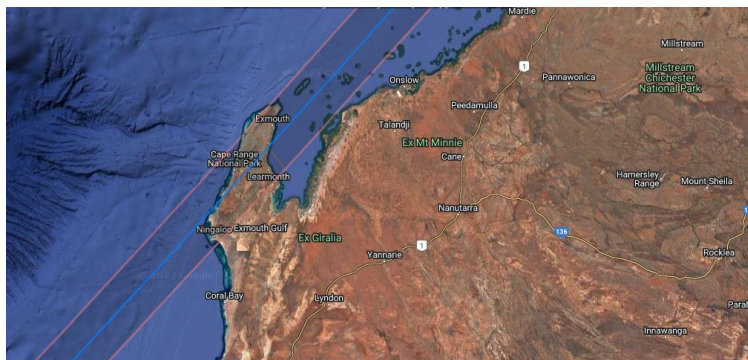 Mardie
Millstream
1
Millstream
Chichester
National Park
Pannawonica
Onslow
Peedamulla
Exmouth
Talandji
Ex Mt Minnie
Cape Range
National Park
Cane
Learmonth
Hamersley
Range
Mount Sheila
Nanutarra
Ningaloo
Exmouth Gulf
Ex Giralia
1
136
Yannarie
Rocklea
Coral Bay
Lyndon
Innawanga